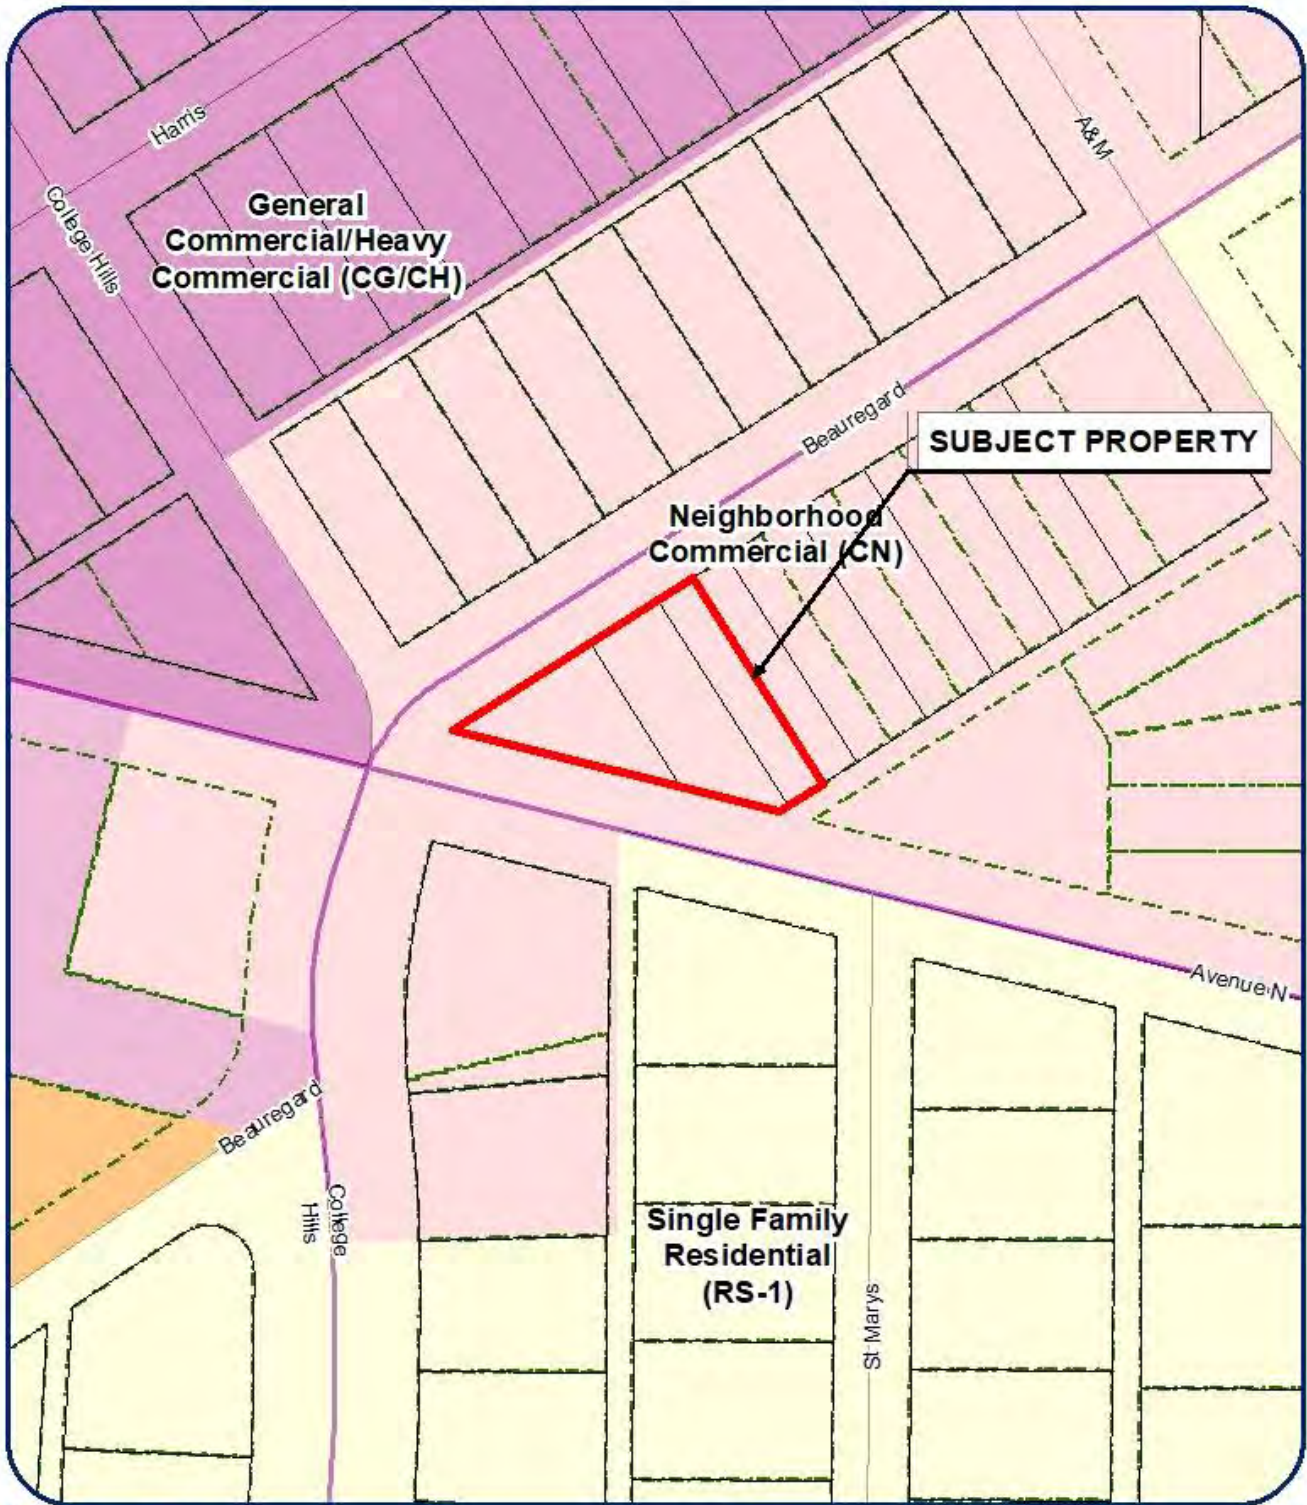 Harris
A&M
College Hills
General
Commercial/Heavy
Commercial (CG/CH)
Beauregard
SUBJECT PROPERTY
Neighborhood
Commercial (CN)
Avenue N
Beauregard
College
Hills
Single Family
Residential
(RS-1)
St Marys